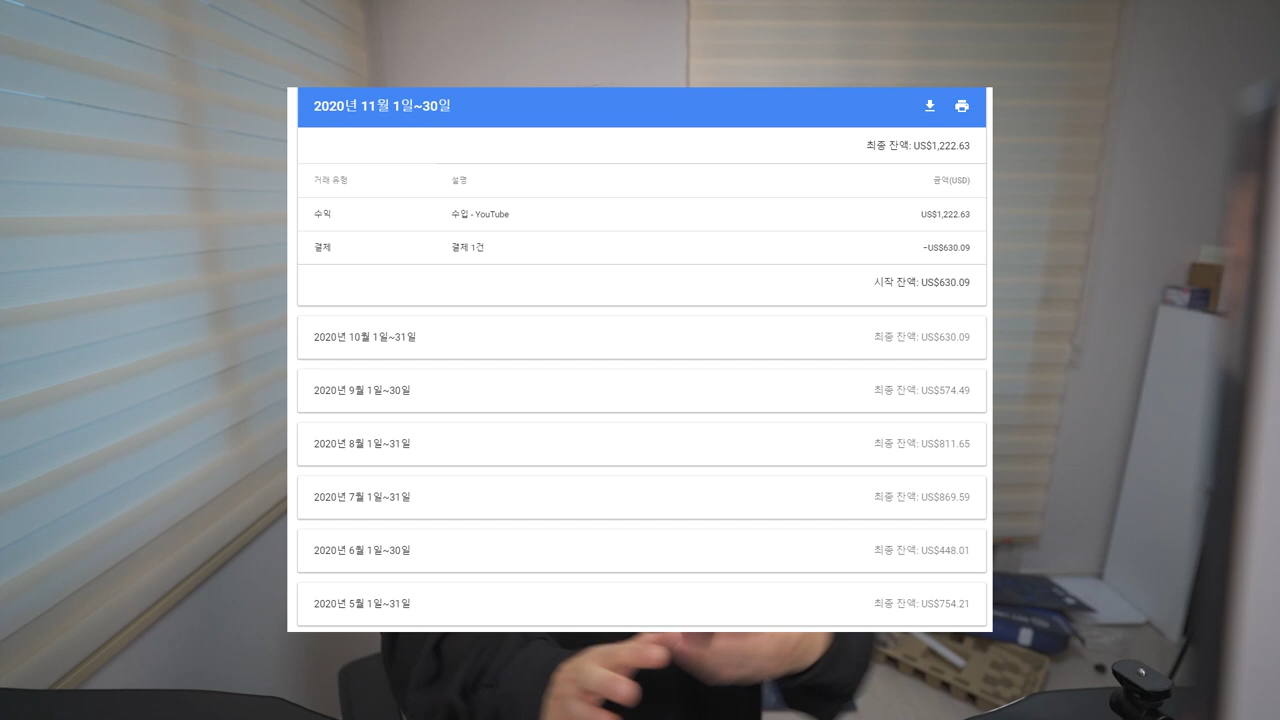 2020년 11월 1일~30일
최종 잔액: US$1,222.63
거래 유형 설명 금액(USD)
수익 수입 - YouTube US$1,222.63
결제 결제 1건 -US$630.09
시작 잔액: US$630.09
2020년 10월 1일~31일 최종 잔액: US$630.09
2020년 9월 1일~30일 최종 잔액: US$574.49
2020년 8월 1일~31일 최종 잔액: US$811.65
2020년 7월 1일~31일 최종 잔액: US$869.59
2020년 6월 1일~30일 최종 잔액: US$448.01
2020년 5월 1일~31일 최종 잔액: US$754.21